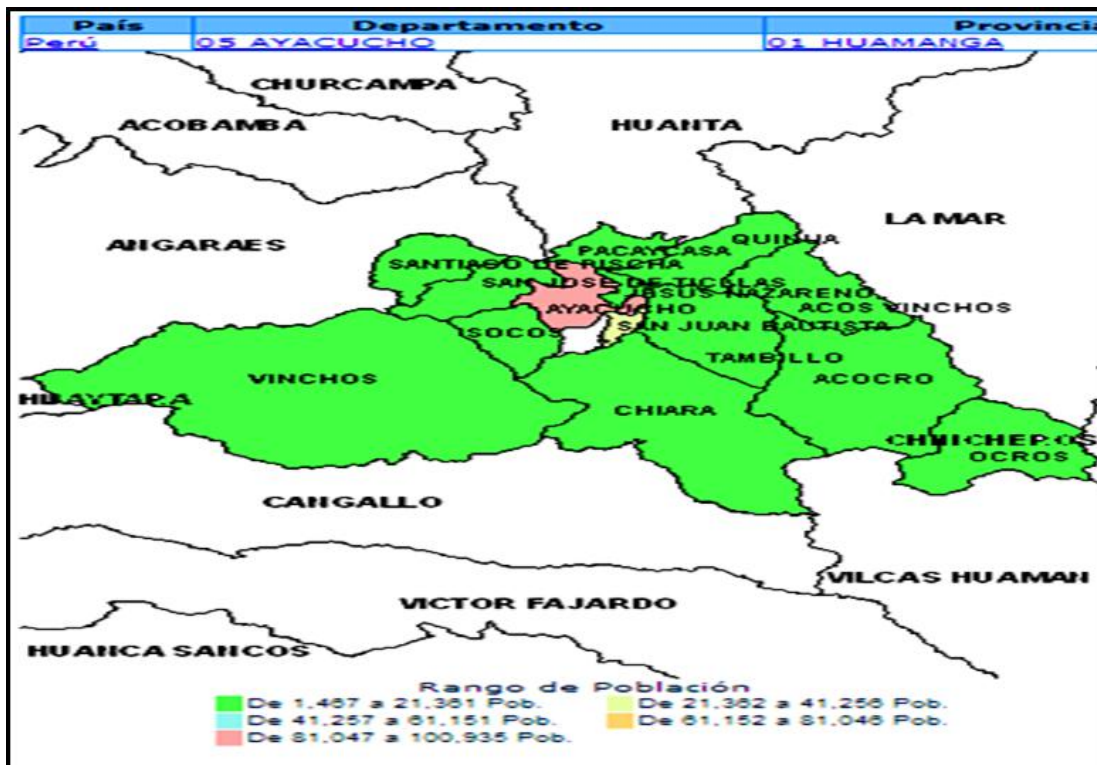 País Departamento Provincia
Perú 05 AYACUCHO 01 HUAMANGA
CHURCAMPA
ACOBAMBA HUANTA
LA MAR
ANGARAES QUINUA
PACAYCASA
SANTIAGO DE PISCHA
SAN JOSE DE TICLLAS
JESUS NAZARENO
AYACUCHO ACOS VINCHOS
SOCOS SAN JUAN BAUTISTA
TAMBILLO
VINCHOS ACOCRO
HUAYTARA
CHIARA
CHINCHEROS
OCROS
CANGALLO
VILCAS HUAMAN
VICTOR FAJARDO
HUANCA SANCOS
Rango de Población
De 1,467 a 21,361 Pob. De 21,362 a 41,256 Pob.
De 41,257 a 61,151 Pob. De 61,152 a 81,046 Pob.
De 81,047 a 100,935 Pob.